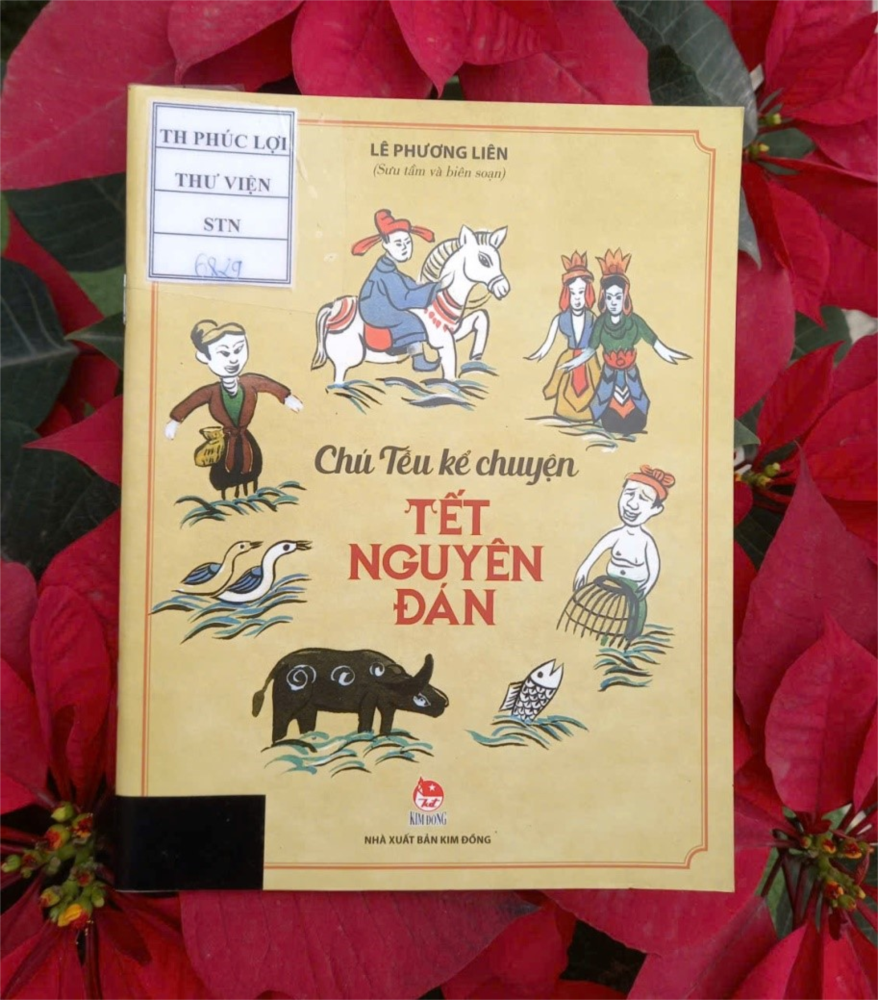 TH PHÚC LỢI
THƯ VIỆN
STN
6829
LÊ PHƯƠNG LIÊN
(Sưu tầm và biên soạn)
Chú Tễu kể chuyện
TẾT
NGUYÊN
ĐÁN
KIM ĐỒNG
NHÀ XUẤT BẢN KIM ĐỒNG